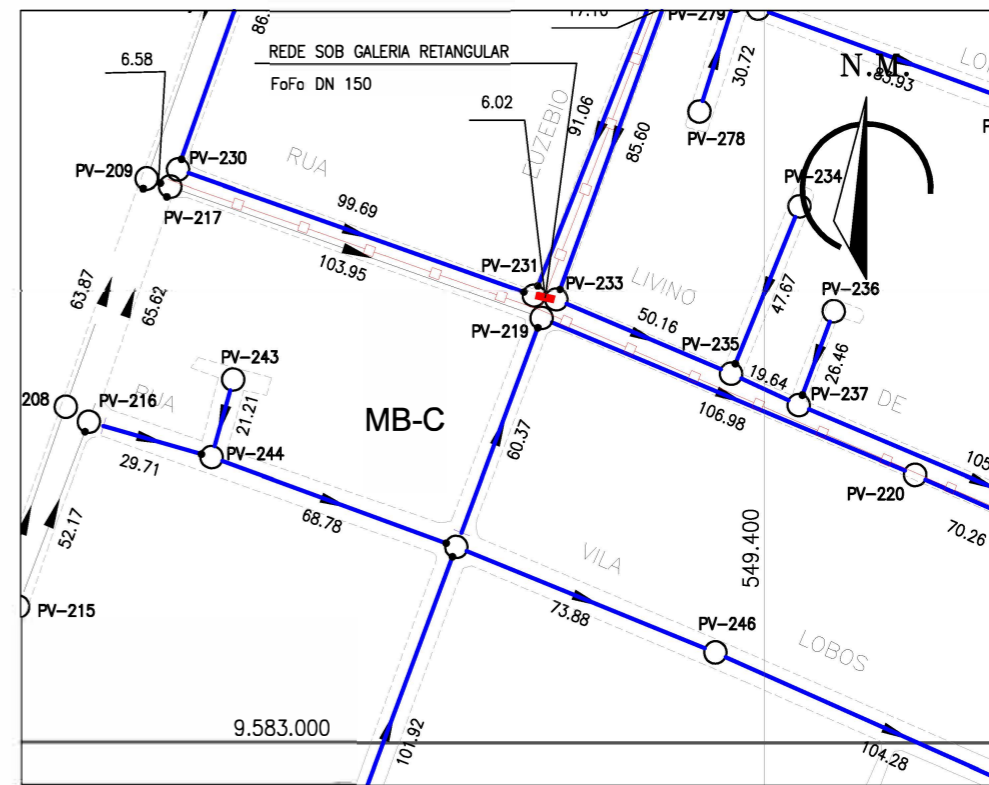 17.10
PV-279
86.
REDE SOB GALERIA RETANGULAR
FoFo DN 150
6.58
6.02
EUZEBIO
91.06
85.60
30.72
PV-278
N.M.
83.93
PV-209
PV-230
RUA
PV-217
99.69
103.95
PV-234
PV-231
PV-233
LIVINO
PV-219
50.16
47.67
PV-236
63.87
65.62
PV-235
19.64
26.46
PV-237
DE
PV-243
208
PV-216
RUA
21.21
MB-C
106.98
105
PV-244
29.71
60.37
PV-220
70.26
68.78
52.17
VILA
549.400
PV-215
73.88
PV-246
LOBOS
9.583.000
101.92
104.28